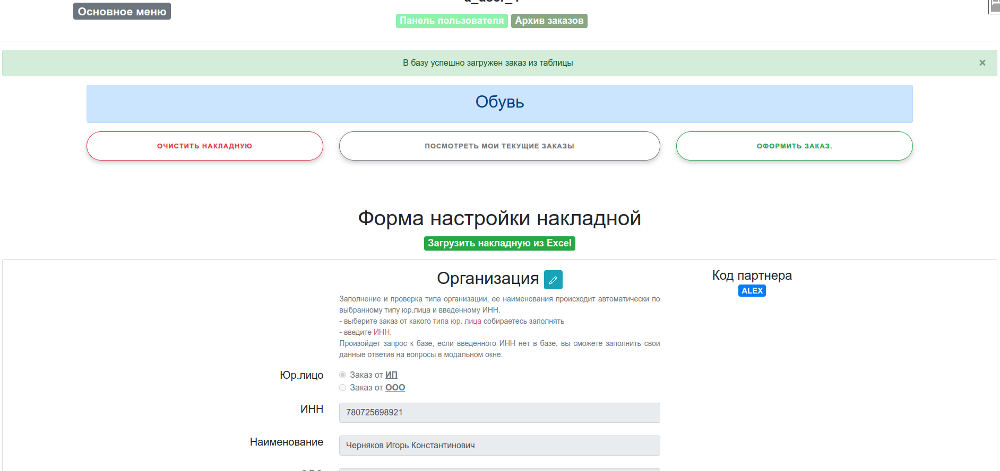 Основное меню
Панель пользователя Архив заказов
В базу успешно загружен заказ из таблицы
×
Обувь
ОЧИСТИТЬ НАКЛАДНУЮ
ПОСМОТРЕТЬ МОИ ТЕКУЩИЕ ЗАКАЗЫ
ОФОРМИТЬ ЗАКАЗ.
Форма настройки накладной
Загрузить накладную из Excel
Организация
Код партнера
ALEX
Заполнение и проверка типа организации, ее наименования происходит автоматически по
выбранному типу юр.лица и введенному ИНН.
- выберите заказ от какого типа юр. лица собираетесь заполнять
- введите ИНН.
Произойдет запрос к базе, если введенного ИНН нет в базе, вы сможете заполнить свои
данные ответив на вопросы в модальном окне.
Юр.лицо
Заказ от ИП
Заказ от ООО
ИНН
780725698921
Наименование
Черняков Игорь Константинович